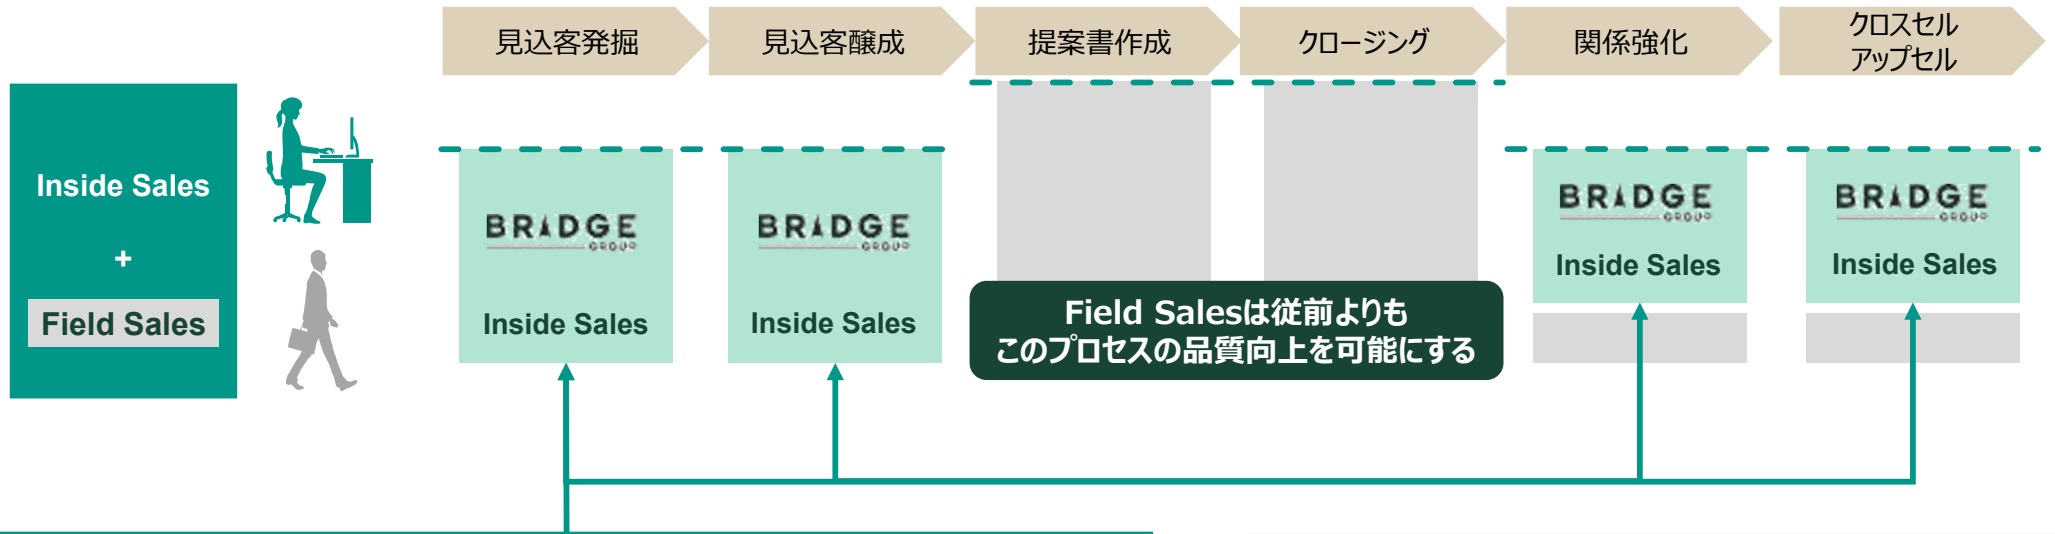 見込客発掘
見込客醸成
提案書作成
クロージング
関係強化
クロスセル
アップセル
Inside Sales
+
Field Sales
BRIDGE
GROUP
Inside Sales
BRIDGE
GROUP
Inside Sales
Field Salesは従前よりも
このプロセスの品質向上を可能にする
BRIDGE
GROUP
Inside Sales
BRIDGE
GROUP
Inside Sales